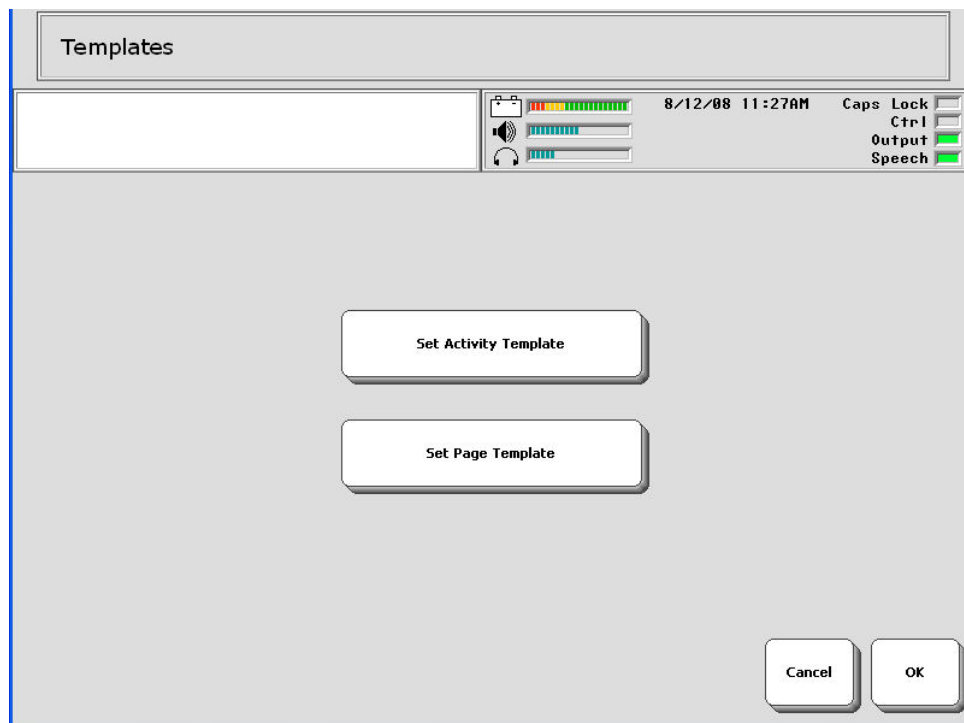 Templates
8/12/08 11:27AM
Caps Lock
Ctrl
Output
Speech
Set Activity Template
Set Page Template
Cancel
OK